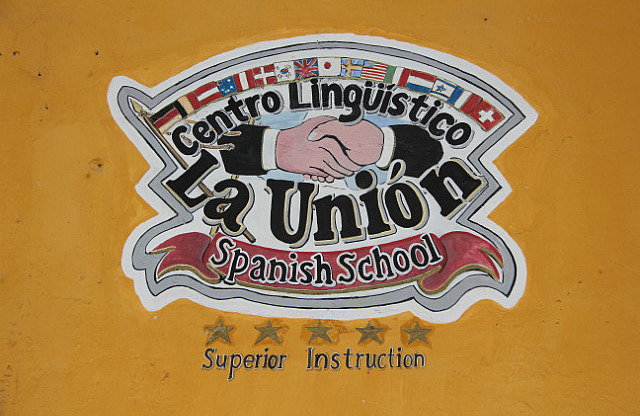 Centro Lingüístico
La Unión
Spanish School
Superior Instruction